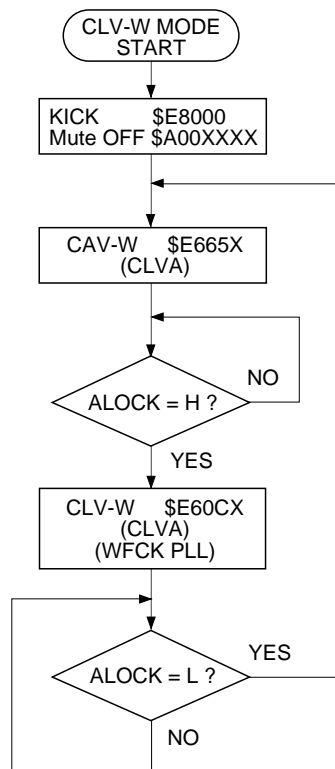 CLV-W MODE
START
KICK $E8000
Mute OFF $A00XXXX
CAV-W $E665X
(CLVA)
NO
ALOCK = H ?
YES
CLV-W $E60CX
(CLVA)
(WFCK PLL)
YES
ALOCK = L ?
NO